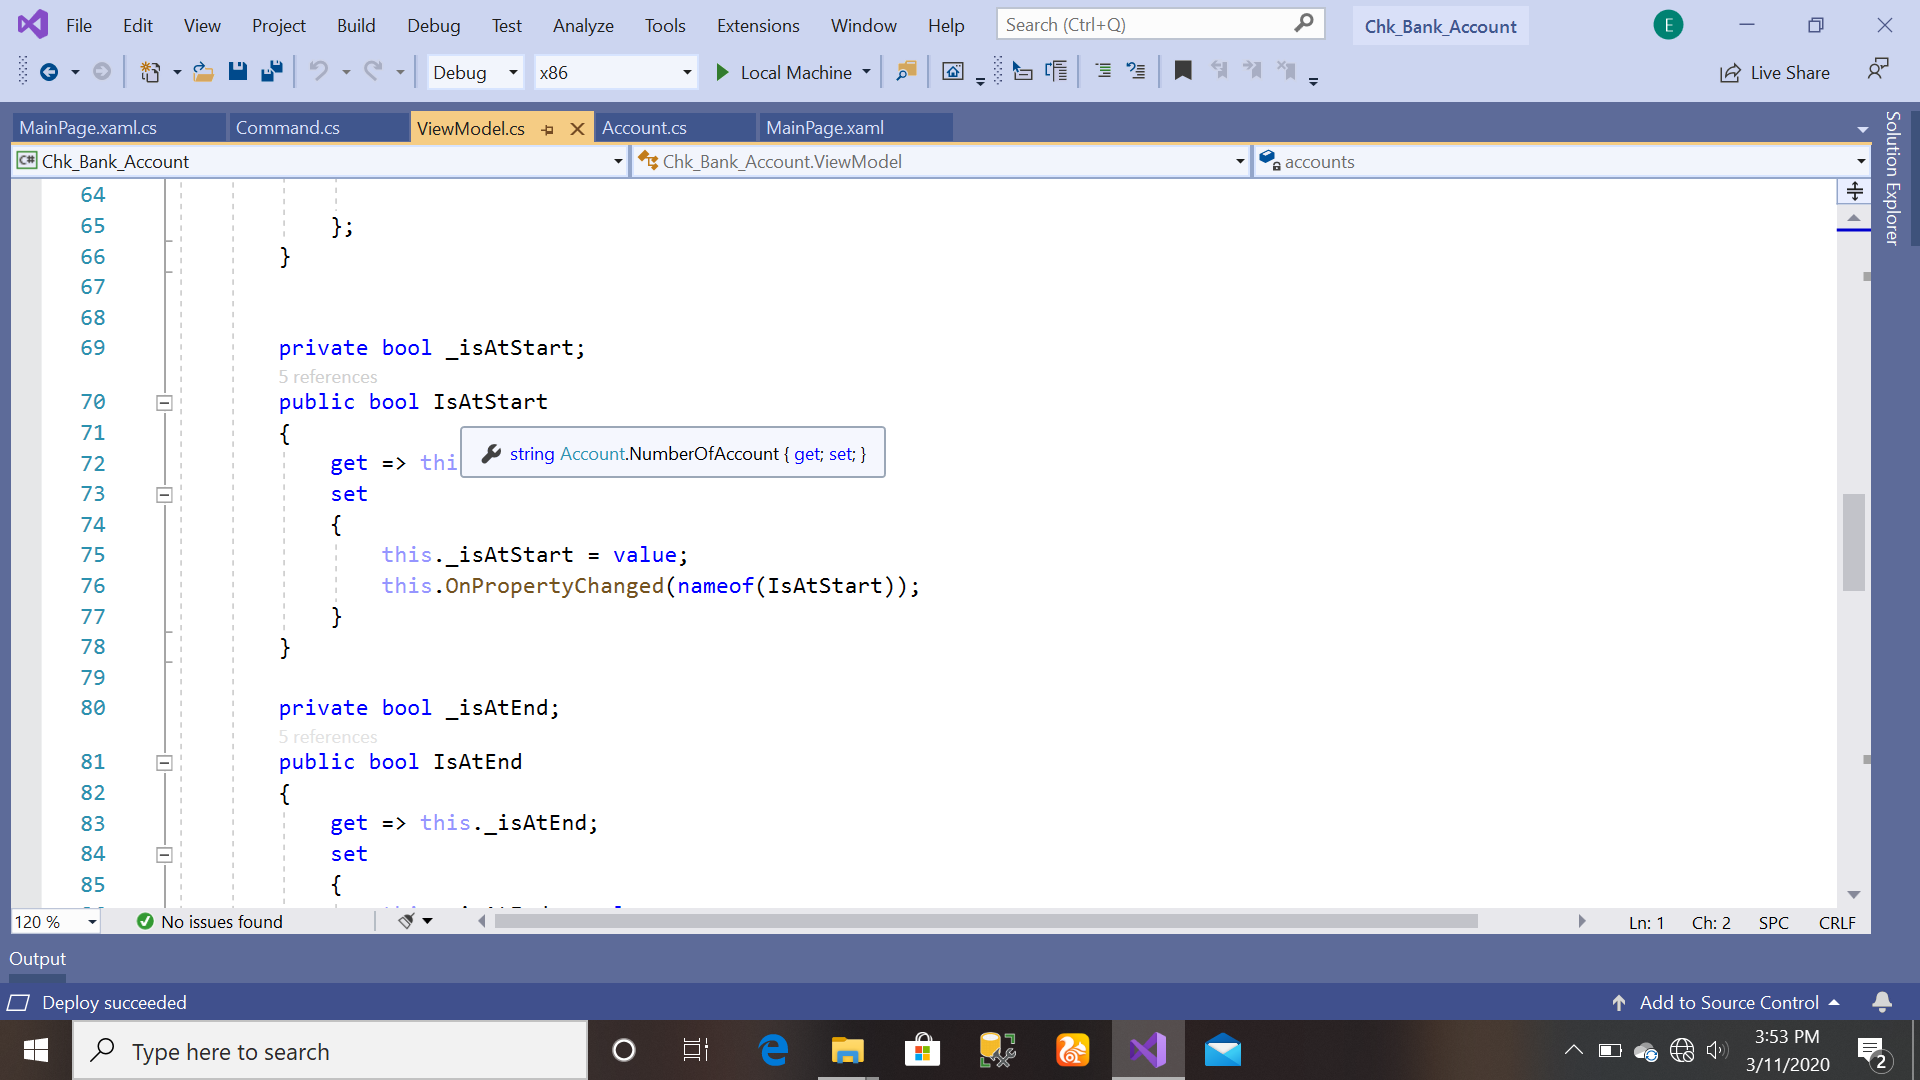 File Edit View Project Build Debug Test Analyze Tools Extensions Window Help Search (Ctrl+Q) Chk_Bank_Account E
Debug x86 Local Machine Live Share
MainPage.xaml.cs Command.cs ViewModel.cs Account.cs MainPage.xaml
C# Chk_Bank_Account Chk_Bank_Account.ViewModel accounts
Solution Explorer
64
65 };
66 }
67
68
69 private bool _isAtStart;
5 references
70 public bool IsAtStart
71 {
string Account.NumberOfAccount { get; set; }
72 get => thi
73 set
74 {
75 this._isAtStart = value;
76 this.OnPropertyChanged(nameof(IsAtStart));
77 }
78 }
79
80 private bool _isAtEnd;
5 references
81 public bool IsAtEnd
82 {
83 get => this._isAtEnd;
84 set
85 {
120 % No issues found Ln: 1 Ch: 2 SPC CRLF
Output
Deploy succeeded Add to Source Control
Type here to search 3:53 PM
3/11/2020 2